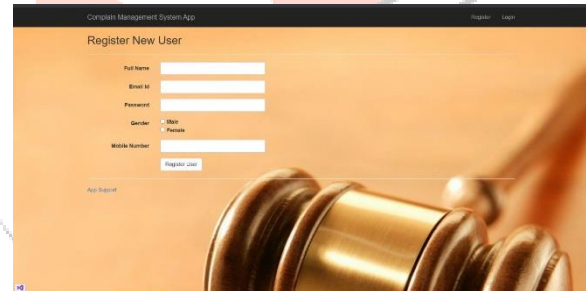 Complain Management System App
Register Login
Register New User
Full Name
Email Id
Password
Gender
Male
Female
Mobile Number
Register User
App Support